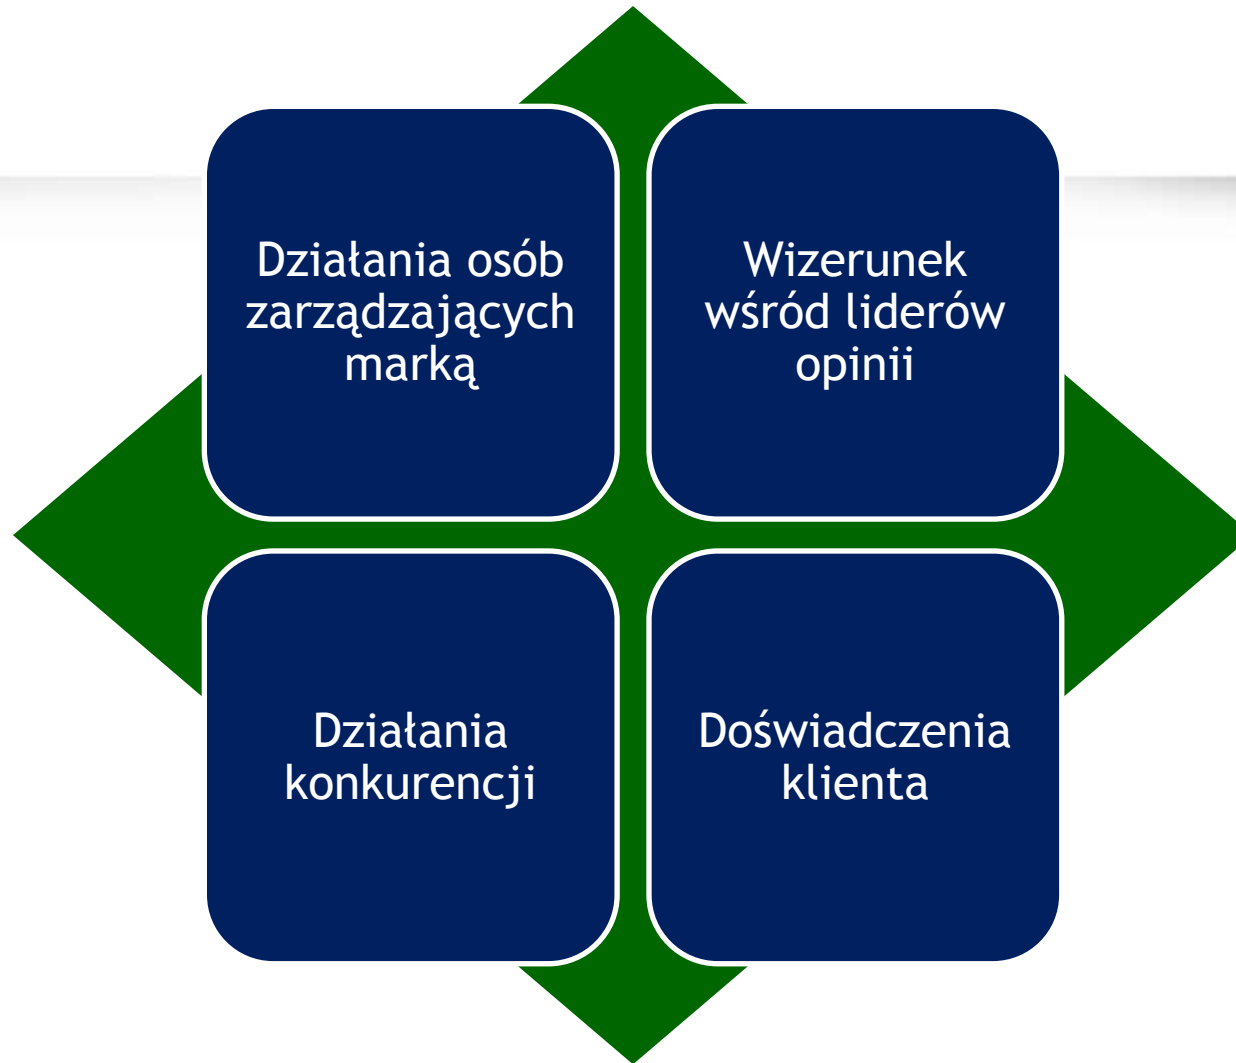 Działania osób
zarządzających
marką
Wizerunek
wśród liderów
opinii
Działania
konkurencji
Doświadczenia
klienta